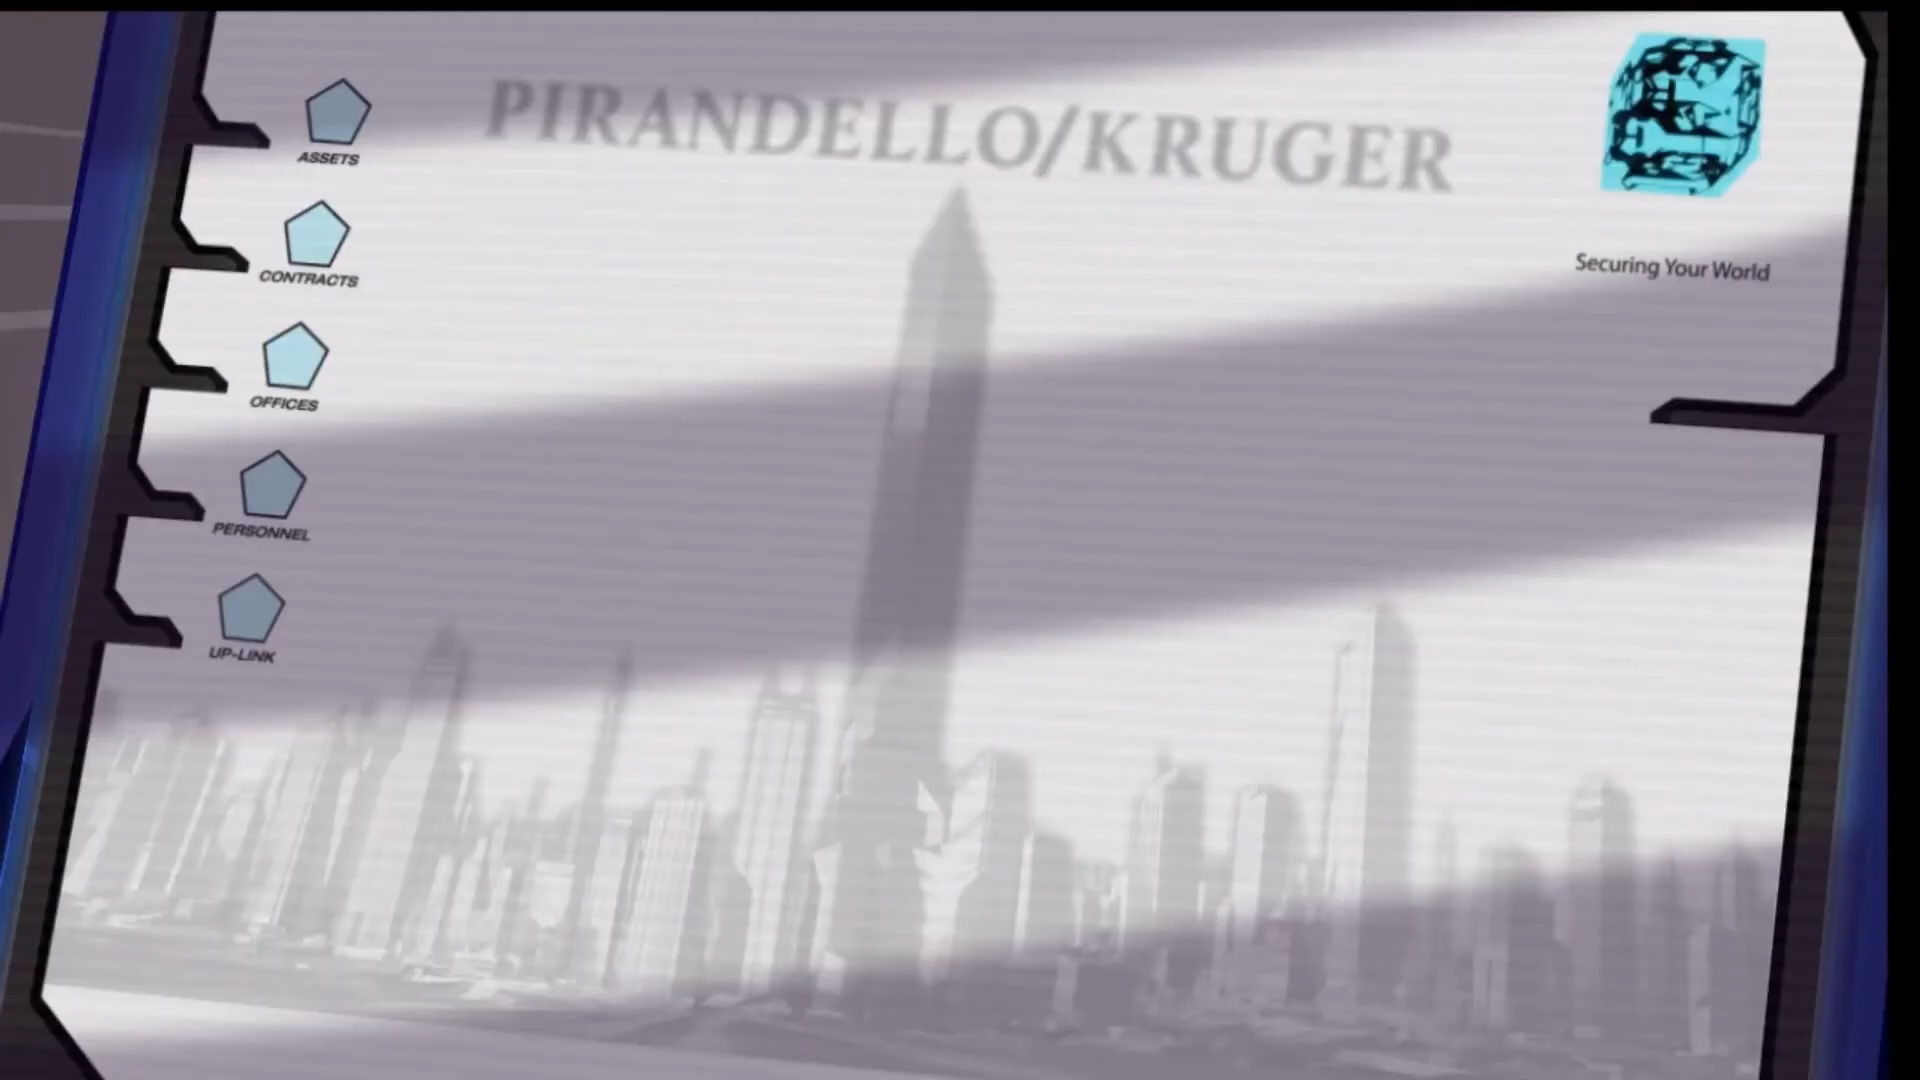 PIRANDELLO/KRUGER
Securing Your World
ASSETS
CONTRACTS
OFFICES
PERSONNEL
UP-LINK